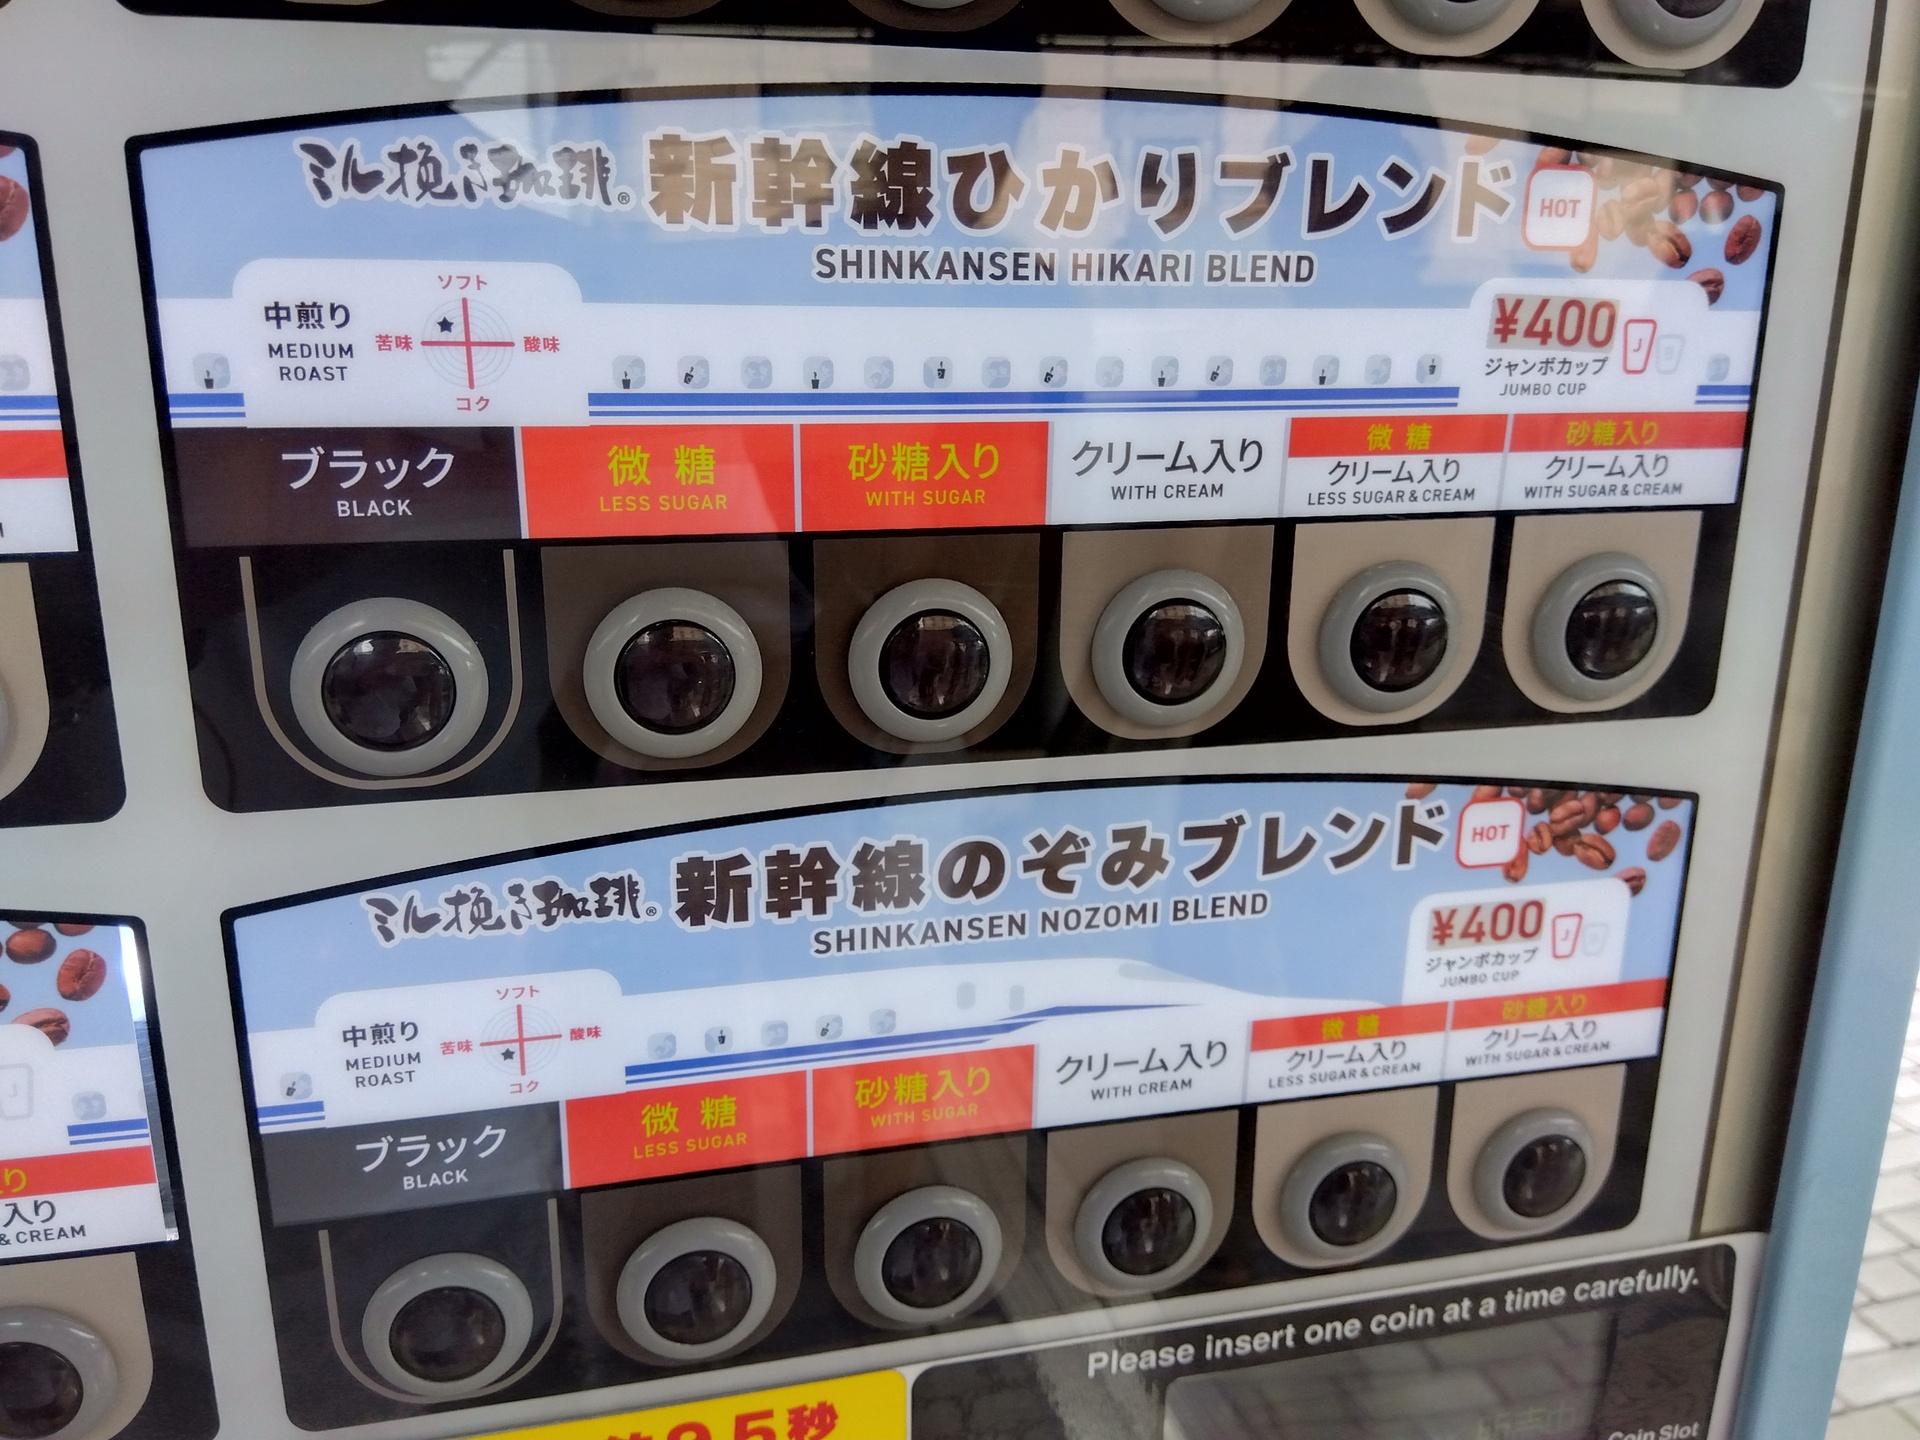 ミル挽き珈琲® 新幹線ひかりブレンド HOT
SHINKANSEN HIKARI BLEND
中煎り
MEDIUM
ROAST
ソフト
苦味
酸味
コク
¥400
ジャンボカップ
JUMBO CUP
J
ブラック
BLACK
微糖
LESS SUGAR
砂糖入り
WITH SUGAR
クリーム入り
WITH CREAM
微糖
クリーム入り
LESS SUGAR & CREAM
砂糖入り
クリーム入り
WITH SUGAR & CREAM
ミル挽き珈琲® 新幹線のぞみブレンド HOT
SHINKANSEN NOZOMI BLEND
中煎り
MEDIUM
ROAST
ソフト
苦味
酸味
コク
¥400
ジャンボカップ
JUMBO CUP
J
ブラック
BLACK
微糖
LESS SUGAR
砂糖入り
WITH SUGAR
クリーム入り
WITH CREAM
微糖
クリーム入り
LESS SUGAR & CREAM
砂糖入り
クリーム入り
WITH SUGAR & CREAM
り
入り
& CREAM
Please insert one coin at a time carefully.
Coin Slot
秒